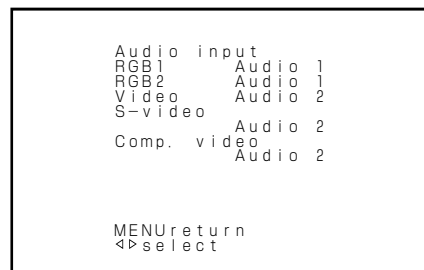 Audio input
RGB1 Audio 1
RGB2 Audio 1
Video Audio 2
S-video
Audio 2
Comp. video
Audio 2
MENUreturn
◁▷select